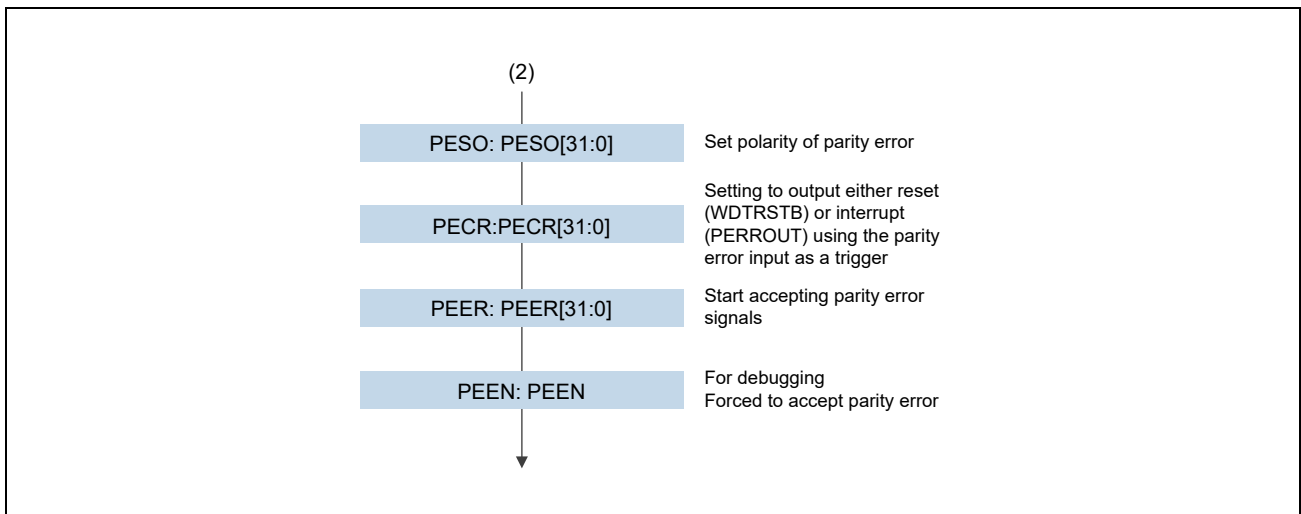 (2)
PESO: PESO[31:0]
Set polarity of parity error
PECR:PECR[31:0]
Setting to output either reset
(WDTRSTB) or interrupt
(PERROUT) using the parity
error input as a trigger
PEER: PEER[31:0]
Start accepting parity error
signals
PEEN: PEEN
For debugging
Forced to accept parity error